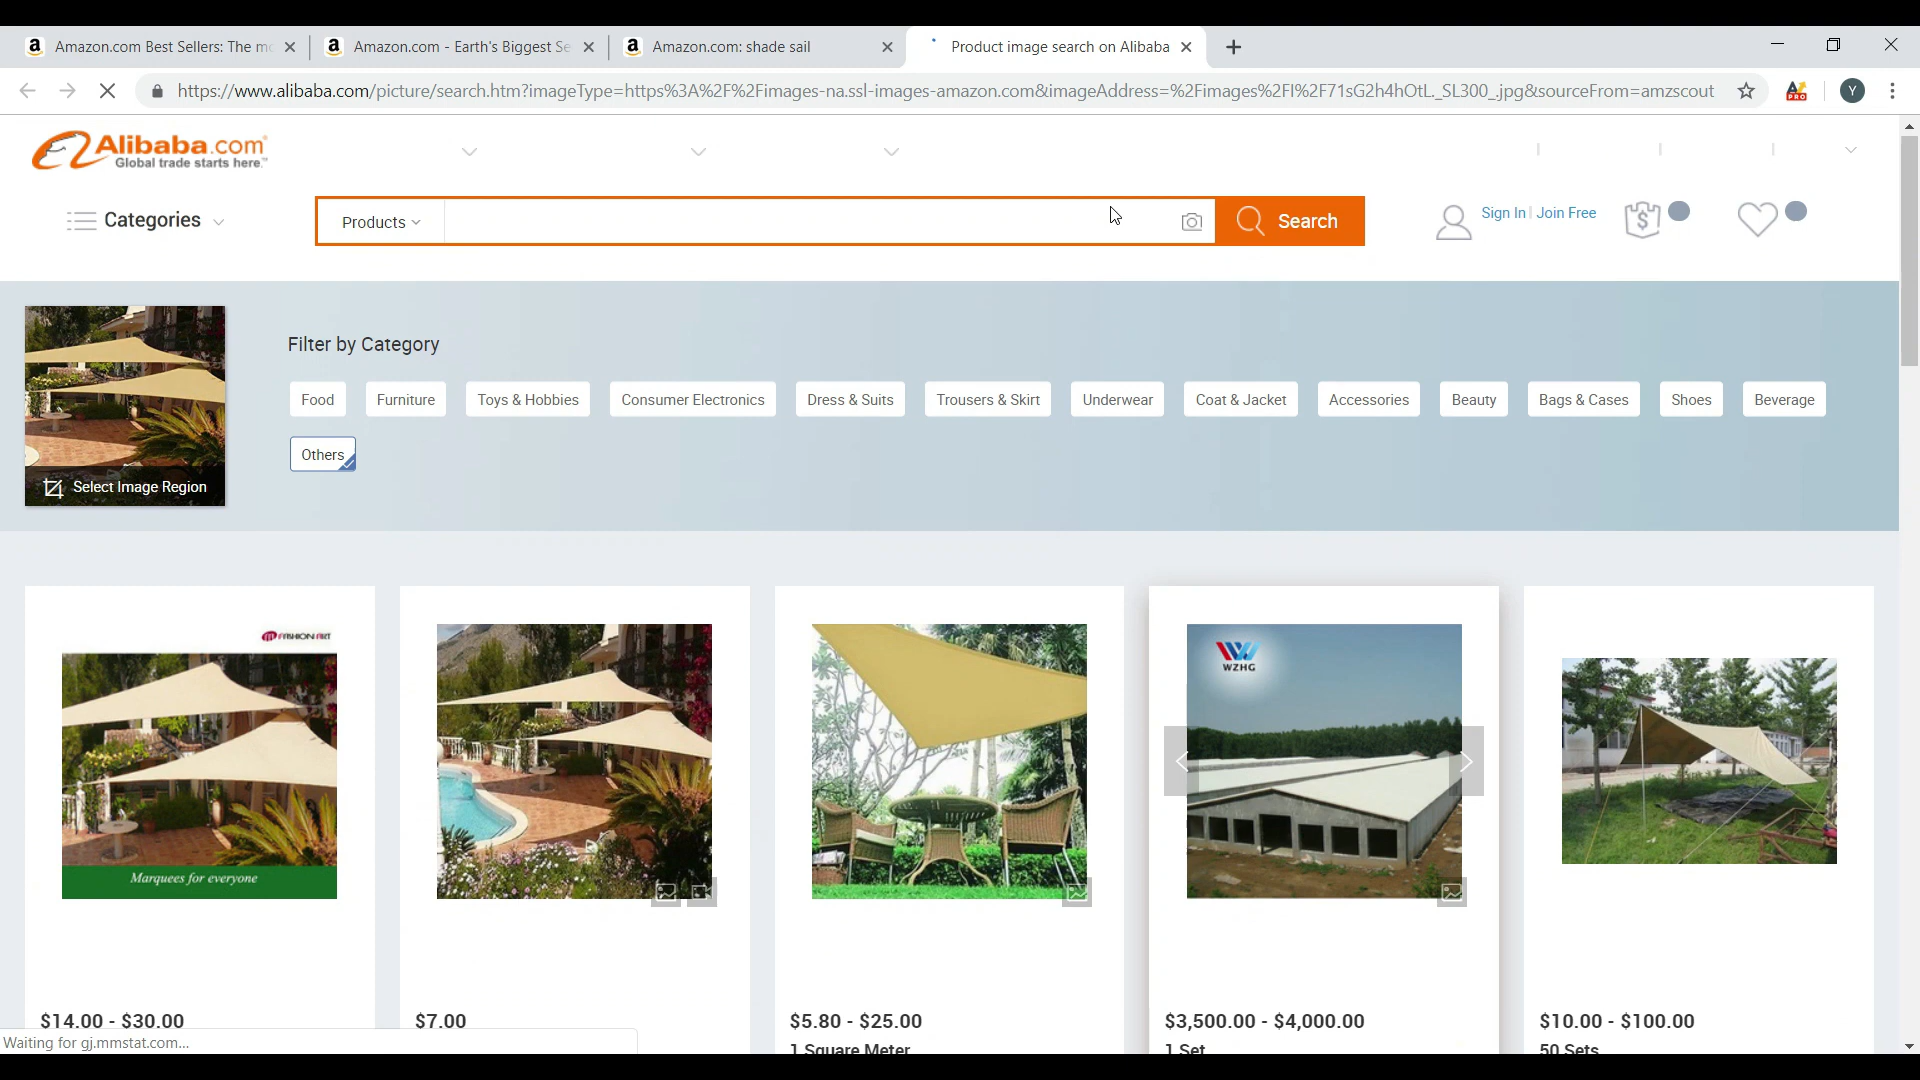 Amazon.com Best Sellers: The mo
Amazon.com - Earth's Biggest Se
Amazon.com: shade sail
Product image search on Alibaba
https://www.alibaba.com/picture/search.htm?imageType=https%3A%2F%2Fimages-na.ssl-images-amazon.com&imageAddress=%2Fimages%2FI%2F71sG2h4hOtL._SL300_.jpg&sourceFrom=amzscout
PRO
Y
Alibaba.com
Global trade starts here.™
Categories
Products
Search
Sign In
Join Free
Filter by Category
Food
Furniture
Toys & Hobbies
Consumer Electronics
Dress & Suits
Trousers & Skirt
Underwear
Coat & Jacket
Accessories
Beauty
Bags & Cases
Shoes
Beverage
Others
Select Image Region
FASHION ART
Marquees for everyone
WZHG
$14.00 - $30.00
$7.00
$5.80 - $25.00
$3,500.00 - $4,000.00
$10.00 - $100.00
1 Square Meter
1 Set
50 Sets
Waiting for gj.mmstat.com...